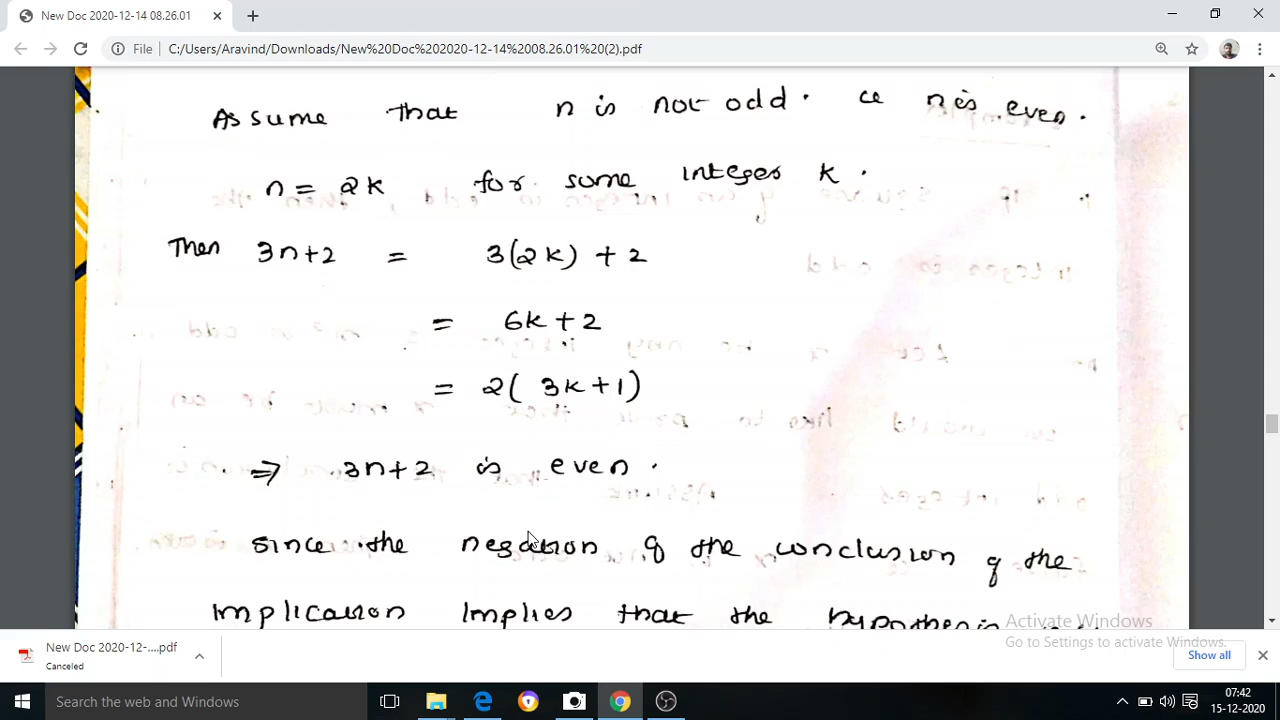 New Doc 2020-12-14 08.26.01
File C:/Users/Aravind/Downloads/New%20Doc%202020-12-14%2008.26.01%20(2).pdf
Assume that n is not odd. ie n is even.
n = 2k for some integer k.
Then 3n+2 = 3(2k) + 2
= 6k + 2
= 2( 3k+1)
⇒ 3n+2 is even.
since the negation of the conclusion of the
implication implies that the hypothesis
Activate Windows
Go to Settings to activate Windows.
New Doc 2020-12-....pdf
Canceled
Show all
Search the web and Windows
07:42
15-12-2020